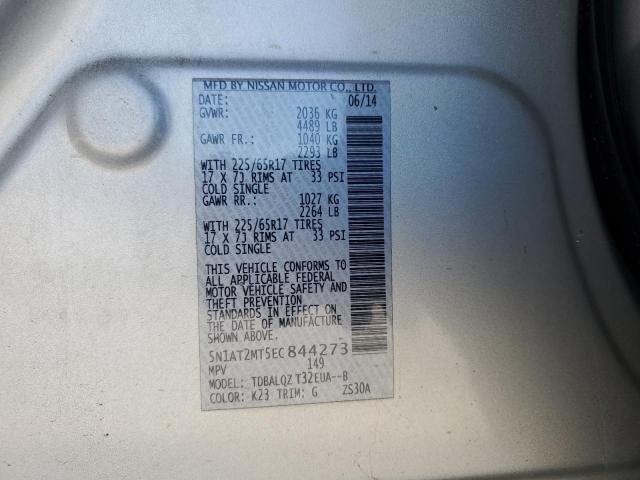 MFD BY NISSAN MOTOR CO., LTD.
DATE: 06/14
GVWR: 2036 KG
4489 LB
GAWR FR.: 1040 KG
2293 LB
WITH 225/65R17 TIRES
17 X 7J RIMS AT 33 PSI
COLD SINGLE
GAWR RR.: 1027 KG
2264 LB
WITH 225/65R17 TIRES
17 X 7J RIMS AT 33 PSI
COLD SINGLE
THIS VEHICLE CONFORMS TO
ALL APPLICABLE FEDERAL
MOTOR VEHICLE SAFETY AND
THEFT PREVENTION
STANDARDS IN EFFECT ON
THE DATE OF MANUFACTURE
SHOWN ABOVE.
5N1AT2MT5EC844273
MPV 149
MODEL: TDBALQZ T32EUA--B
COLOR: K23 TRIM: G ZS30A